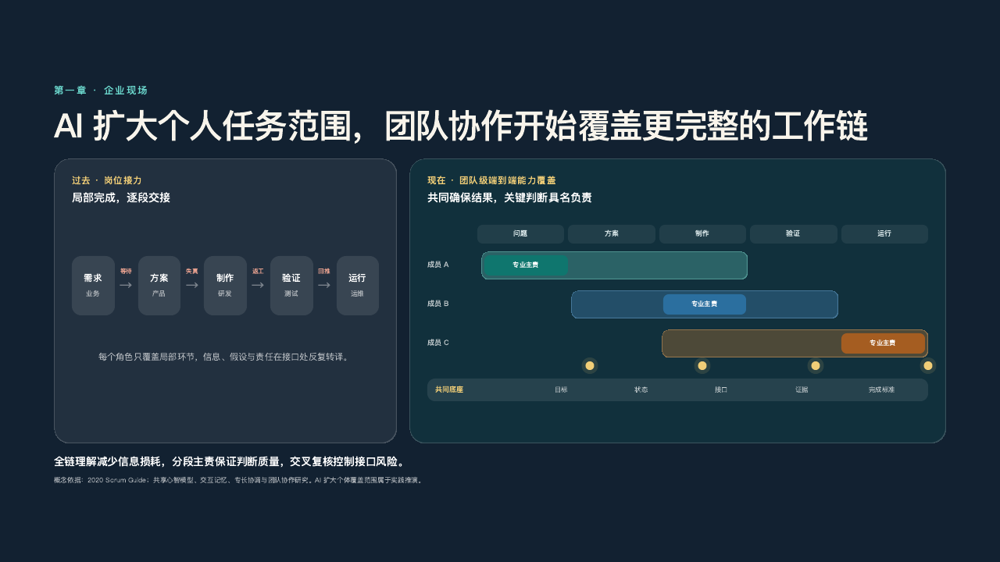 第一章 · 企业现场
AI 扩大个人任务范围，团队协作开始覆盖更完整的工作链
过去 · 岗位接力
局部完成，逐段交接
需求
业务
等待
方案
产品
失真
制作
研发
返工
验证
测试
回推
运行
运维
每个角色只覆盖局部环节，信息、假设与责任在接口处反复转译。
现在 · 团队级端到端能力覆盖
共同确保结果，关键判断具名负责
问题 方案 制作 验证 运行
成员 A 专业主责
成员 B 专业主责
成员 C 专业主责
共同底座 目标 状态 接口 证据 完成标准
全链理解减少信息损耗，分段主责保证判断质量，交叉复核控制接口风险。
概念依据：2020 Scrum Guide；共享心智模型、交互记忆、专长协调与团队协作研究。AI 扩大个体覆盖范围属于实践推演。